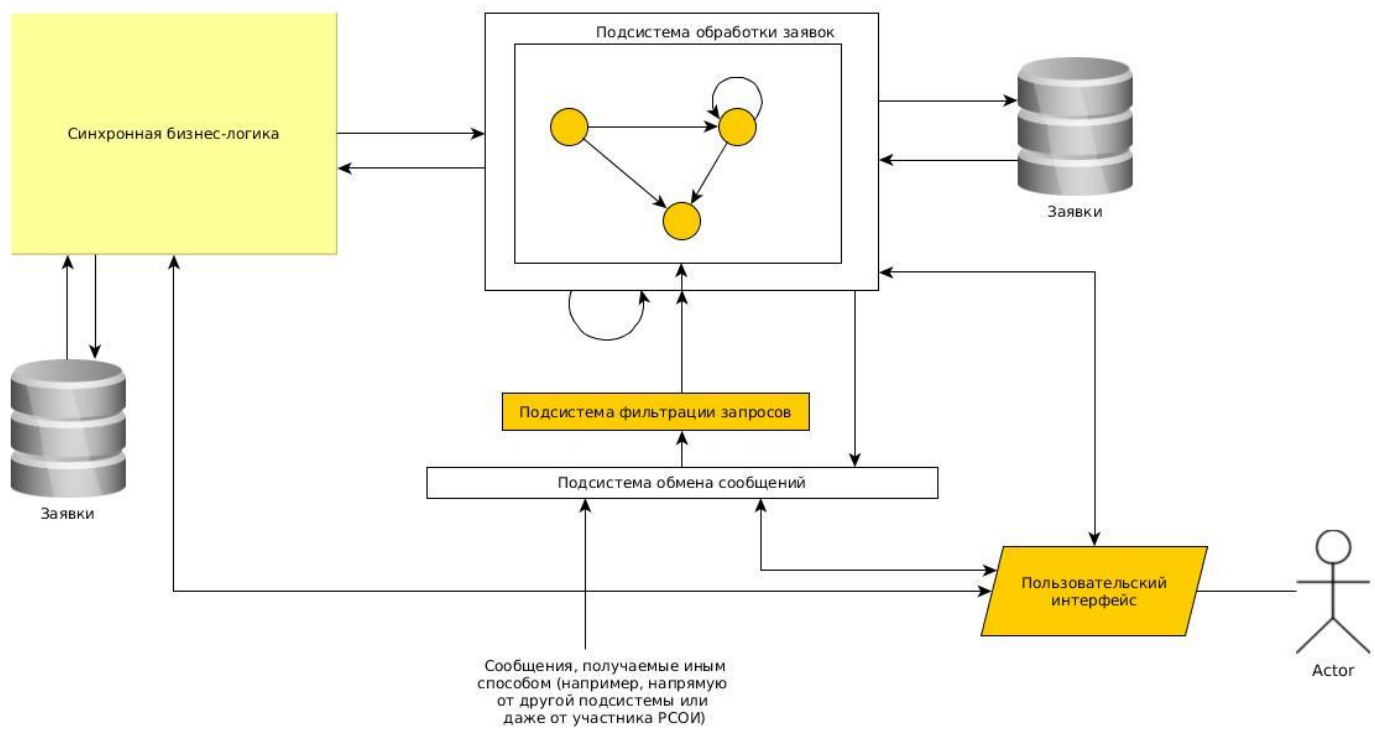 Подсистема обработки заявок
Синхронная бизнес-логика
Заявки
Подсистема фильтрации запросов
Подсистема обмена сообщений
Заявки
Пользовательский
интерфейс
Actor
Сообщения, получаемые иным
способом (например, напрямую
от другой подсистемы или
даже от участника РСОИ)